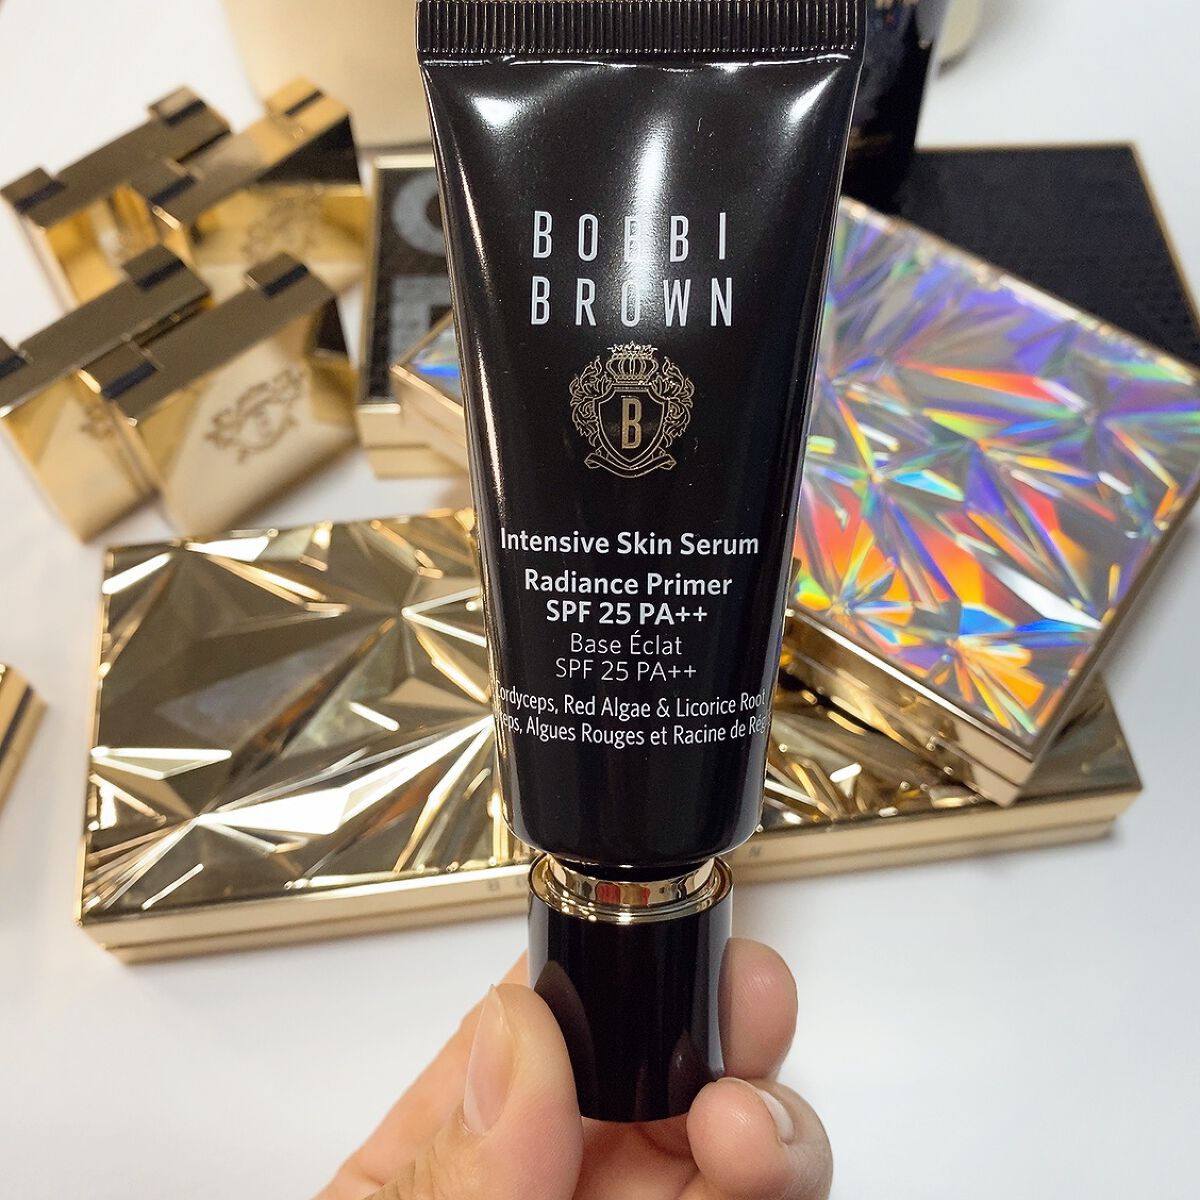 BOBBI
BROWN
B
Intensive Skin Serum
Radiance Primer
SPF 25 PA++
Base Éclat
SPF 25 PA++
Cordyceps, Red Algae & Licorice Root
Algues Rouges et Racine de